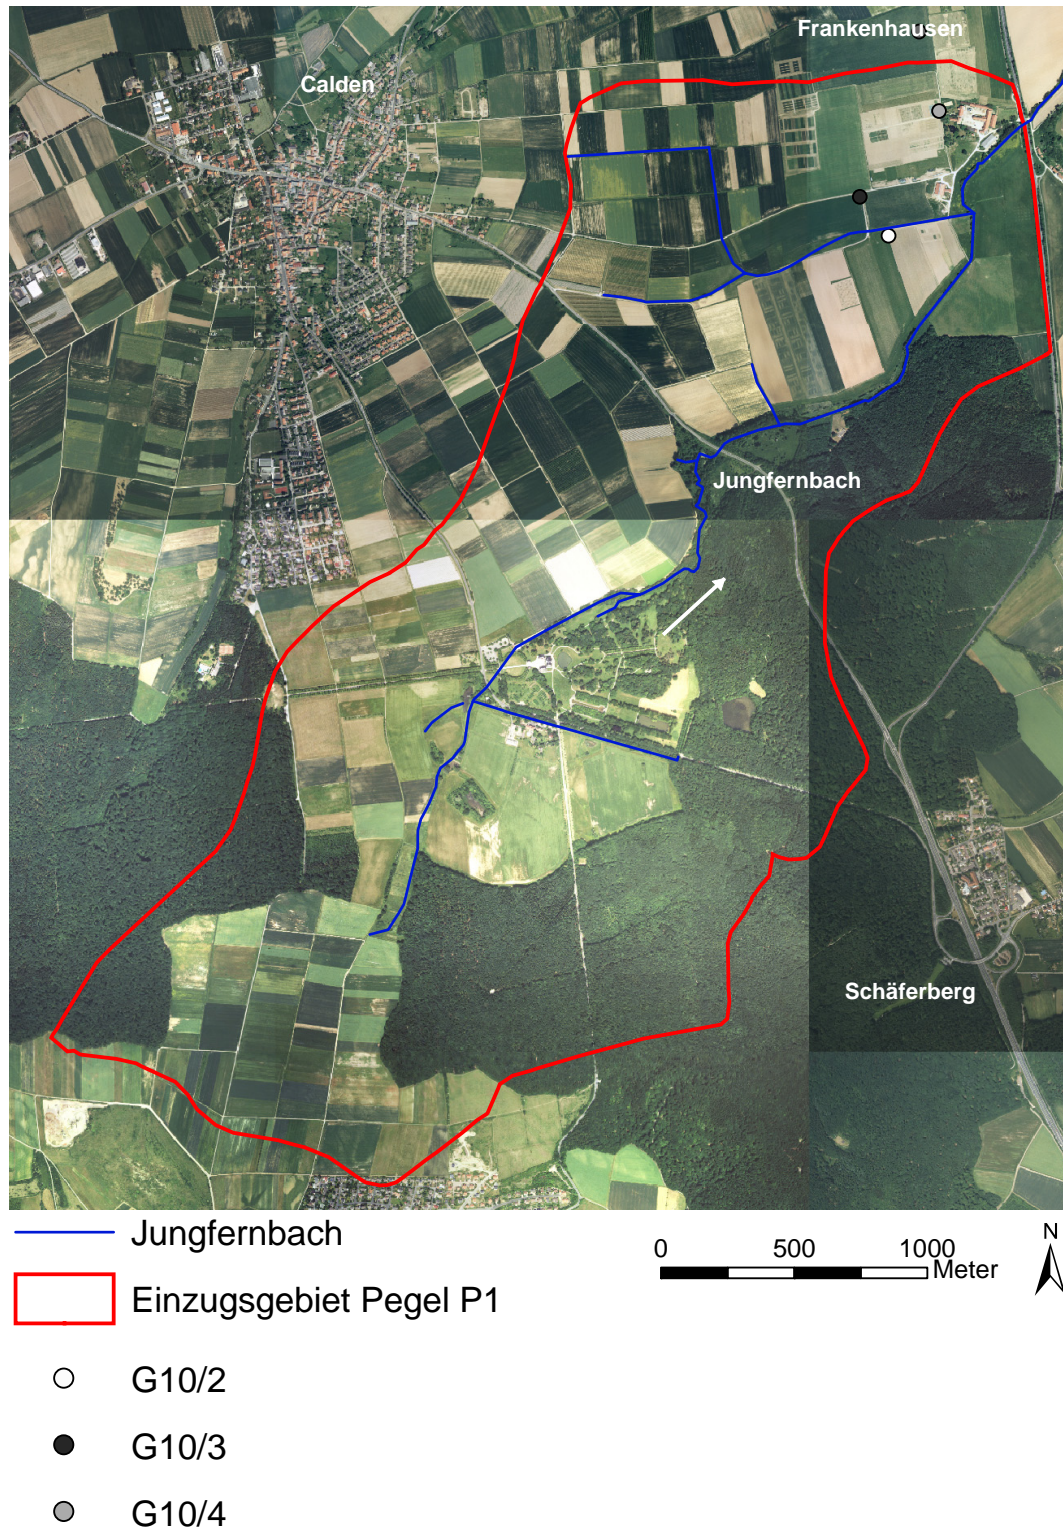 Frankenhausen
Calden
Jungfernbach
Schäferberg
Jungfernbach
0 500 1000
Meter
N
Einzugsgebiet Pegel P1
G10/2
G10/3
G10/4